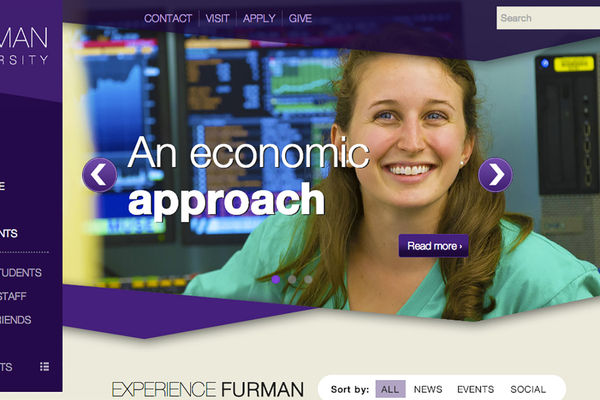 CONTACT VISIT APPLY GIVE
Search
MAN
RSITY
An economic
approach
Read more ›
E
NTS
TUDENTS
STAFF
RIENDS
TS
EXPERIENCE FURMAN
Sort by: ALL NEWS EVENTS SOCIAL